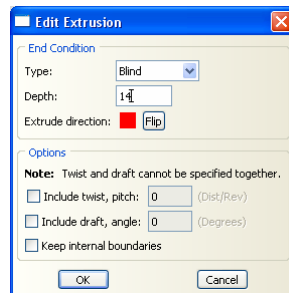 Edit Extrusion
End Condition
Type: Blind
Depth: 14
Extrude direction: Flip
Options
Note: Twist and draft cannot be specified together.
Include twist, pitch: 0 (Dist/Rev)
Include draft, angle: 0 (Degrees)
Keep internal boundaries
OK Cancel